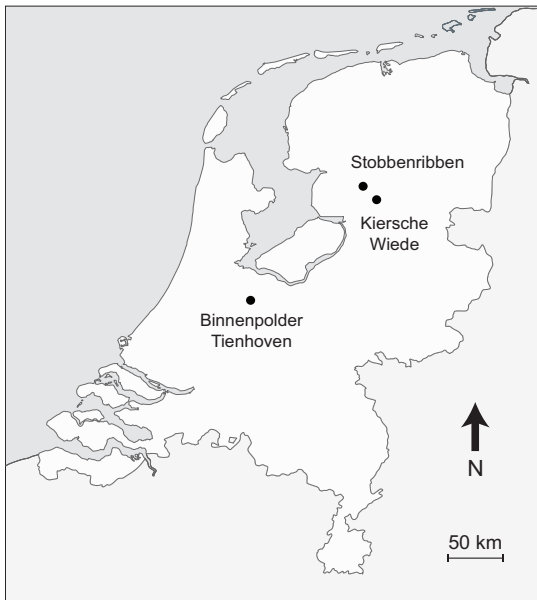 Stobbenribben
Kiersche
Wiede
Binnenpolder
Tienhoven
N
50 km